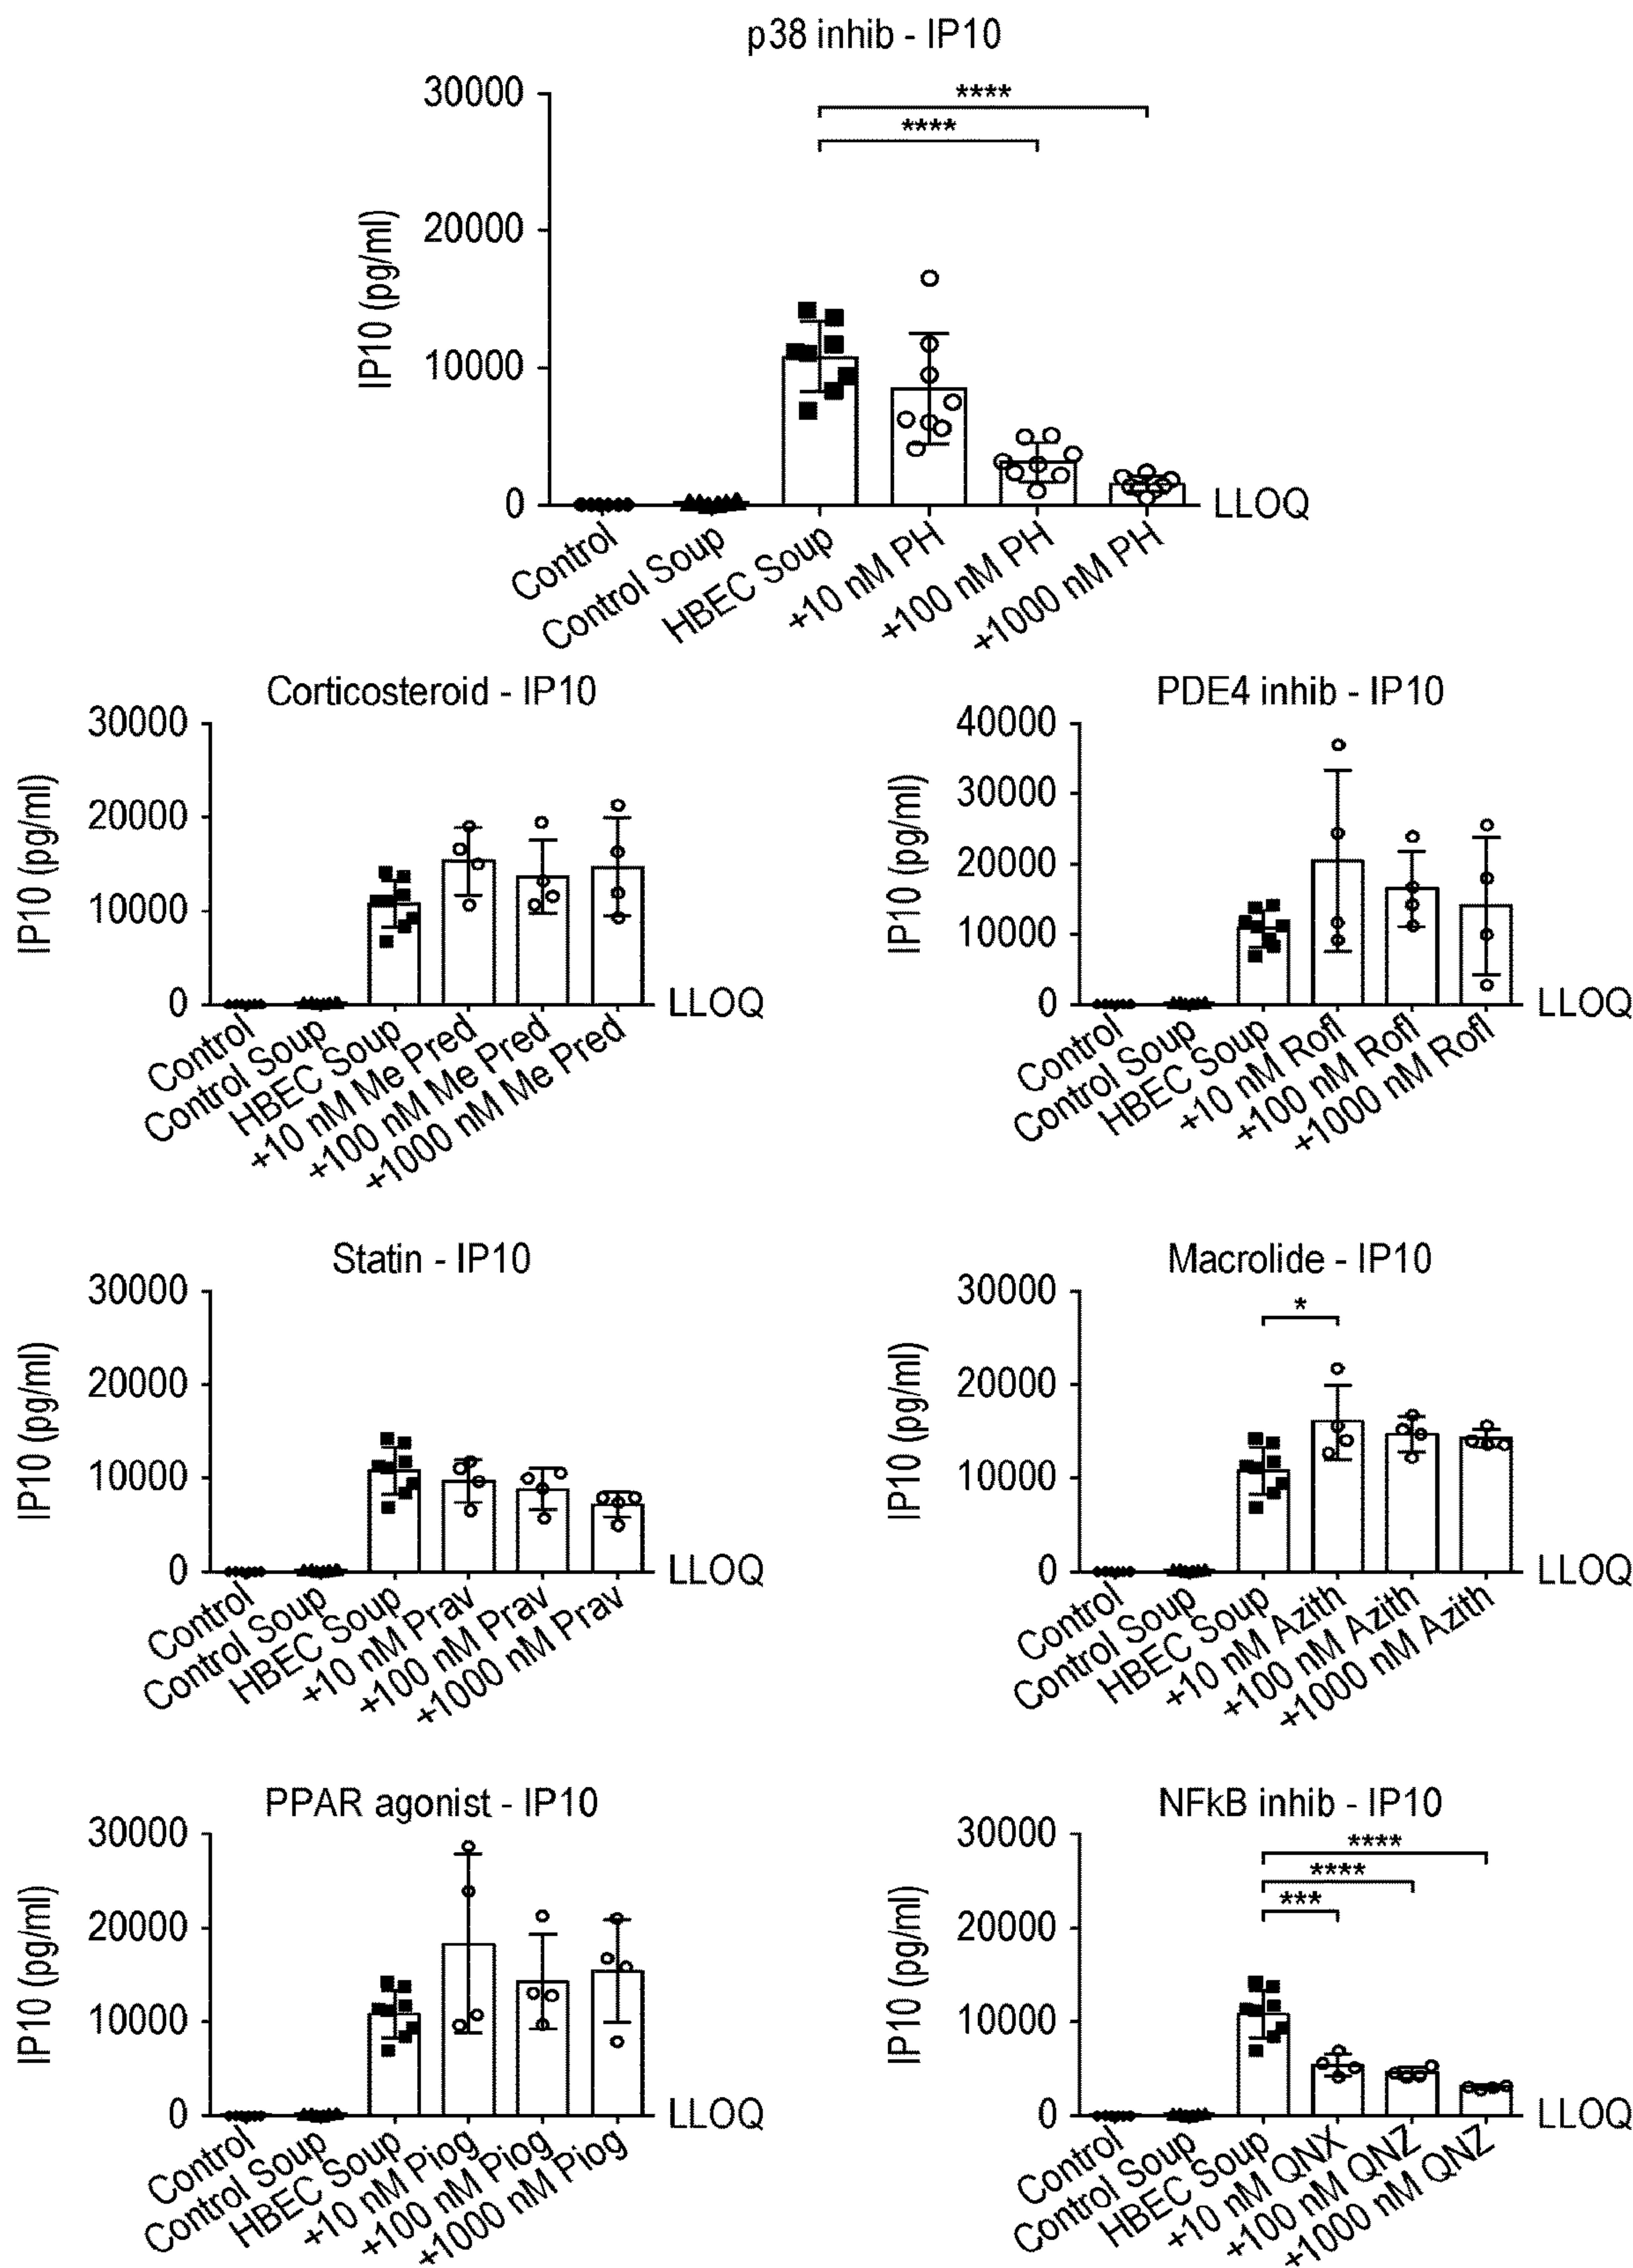 p38 inhib - IP10
****
****
IP10 (pg/ml)
30000
20000
10000
0
LLOQ
Control
Control Soup
HBEC Soup
+10 nM PH
+100 nM PH
+1000 nM PH
Corticosteroid - IP10
IP10 (pg/ml)
30000
20000
10000
0
LLOQ
Control
Control Soup
HBEC Soup
+10 nM Me Pred
+100 nM Me Pred
+1000 nM Me Pred
PDE4 inhib - IP10
IP10 (pg/ml)
40000
30000
20000
10000
0
LLOQ
Control
Control Soup
HBEC Soup
+10 nM Rofl
+100 nM Rofl
+1000 nM Rofl
Statin - IP10
IP10 (pg/ml)
30000
20000
10000
0
LLOQ
Control
Control Soup
HBEC Soup
+10 nM Prav
+100 nM Prav
+1000 nM Prav
Macrolide - IP10
*
IP10 (pg/ml)
30000
20000
10000
0
LLOQ
Control
Control Soup
HBEC Soup
+10 nM Azith
+100 nM Azith
+1000 nM Azith
PPAR agonist - IP10
IP10 (pg/ml)
30000
20000
10000
0
LLOQ
Control
Control Soup
HBEC Soup
+10 nM Piog
+100 nM Piog
+1000 nM Piog
NFkB inhib - IP10
****
****
***
IP10 (pg/ml)
30000
20000
10000
0
LLOQ
Control
Control Soup
HBEC Soup
+10 nM QNX
+100 nM QNZ
+1000 nM QNZ